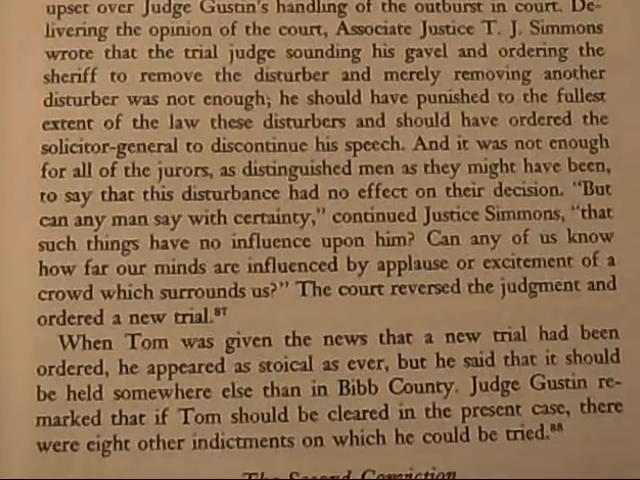 upset over Judge Gustin's handling of the outburst in court. De-
livering the opinion of the court, Associate Justice T. J. Simmons
wrote that the trial judge sounding his gavel and ordering the
sheriff to remove the disturber and merely removing another
disturber was not enough; he should have punished to the fullest
extent of the law these disturbers and should have ordered the
solicitor-general to discontinue his speech. And it was not enough
for all of the jurors, as distinguished men as they might have been,
to say that this disturbance had no effect on their decision. "But
can any man say with certainty," continued Justice Simmons, "that
such things have no influence upon him? Can any of us know
how far our minds are influenced by applause or excitement of a
crowd which surrounds us?" The court reversed the judgment and
ordered a new trial.⁸⁷
When Tom was given the news that a new trial had been
ordered, he appeared as stoical as ever, but he said that it should
be held somewhere else than in Bibb County. Judge Gustin re-
marked that if Tom should be cleared in the present case, there
were eight other indictments on which he could be tried.⁸⁸
The Second Conviction